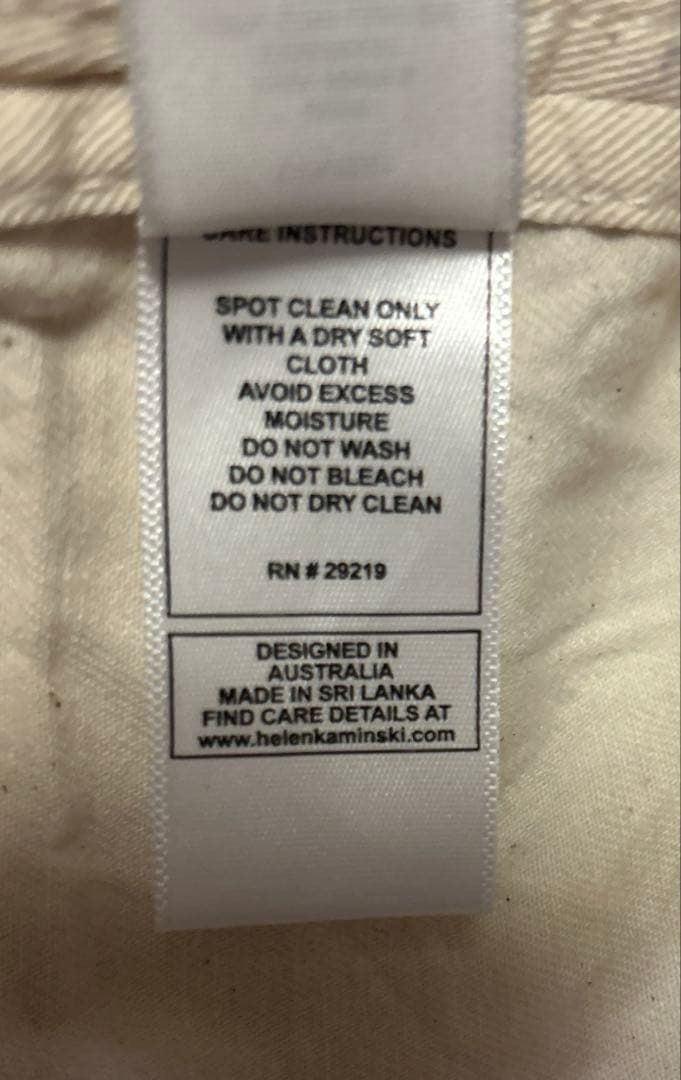 CARE INSTRUCTIONS
SPOT CLEAN ONLY
WITH A DRY SOFT
CLOTH
AVOID EXCESS
MOISTURE
DO NOT WASH
DO NOT BLEACH
DO NOT DRY CLEAN
RN # 29219
DESIGNED IN
AUSTRALIA
MADE IN SRI LANKA
FIND CARE DETAILS AT
www.helenkaminski.com